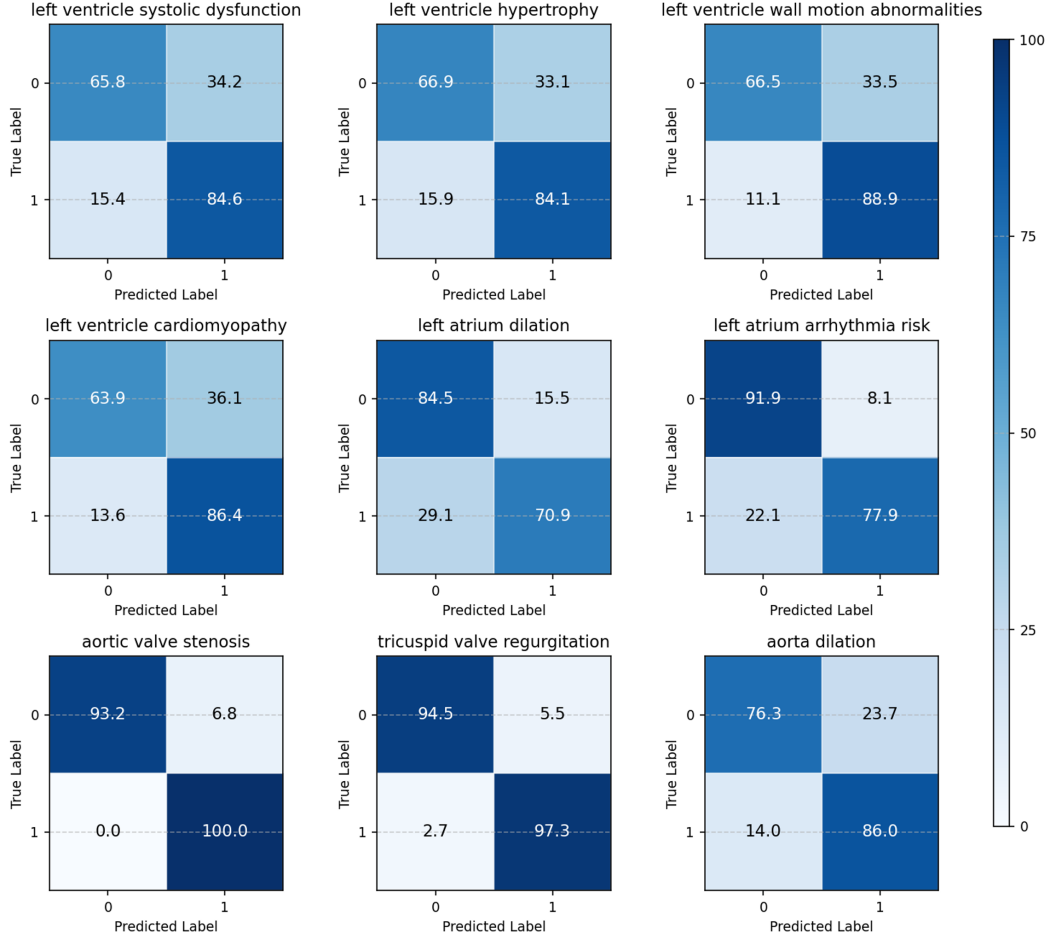 left ventricle systolic dysfunction
True Label
0
65.8 34.2
1
15.4 84.6
0 1
Predicted Label
left ventricle hypertrophy
True Label
0
66.9 33.1
1
15.9 84.1
0 1
Predicted Label
left ventricle wall motion abnormalities
True Label
0
66.5 33.5
1
11.1 88.9
0 1
Predicted Label
left ventricle cardiomyopathy
True Label
0
63.9 36.1
1
13.6 86.4
0 1
Predicted Label
left atrium dilation
True Label
0
84.5 15.5
1
29.1 70.9
0 1
Predicted Label
left atrium arrhythmia risk
True Label
0
91.9 8.1
1
22.1 77.9
0 1
Predicted Label
aortic valve stenosis
True Label
0
93.2 6.8
1
0.0 100.0
0 1
Predicted Label
tricuspid valve regurgitation
True Label
0
94.5 5.5
1
2.7 97.3
0 1
Predicted Label
aorta dilation
True Label
0
76.3 23.7
1
14.0 86.0
0 1
Predicted Label
100
75
50
25
0